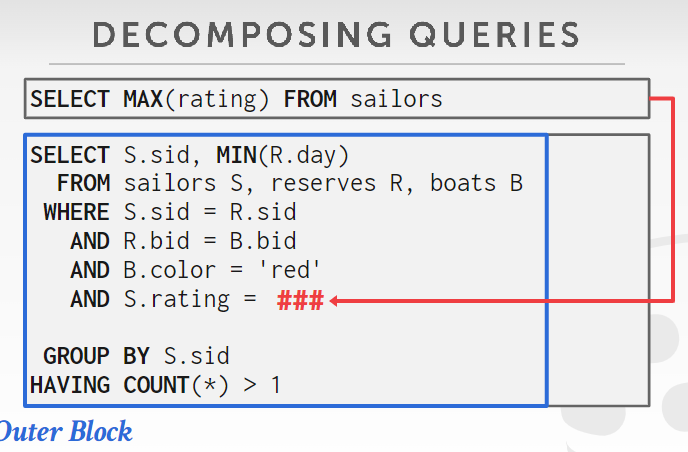 DECOMPOSING QUERIES
SELECT MAX(rating) FROM sailors
SELECT S.sid, MIN(R.day)
FROM sailors S, reserves R, boats B
WHERE S.sid = R.sid
AND R.bid = B.bid
AND B.color = 'red'
AND S.rating = ###
GROUP BY S.sid
HAVING COUNT(*) > 1
Outer Block